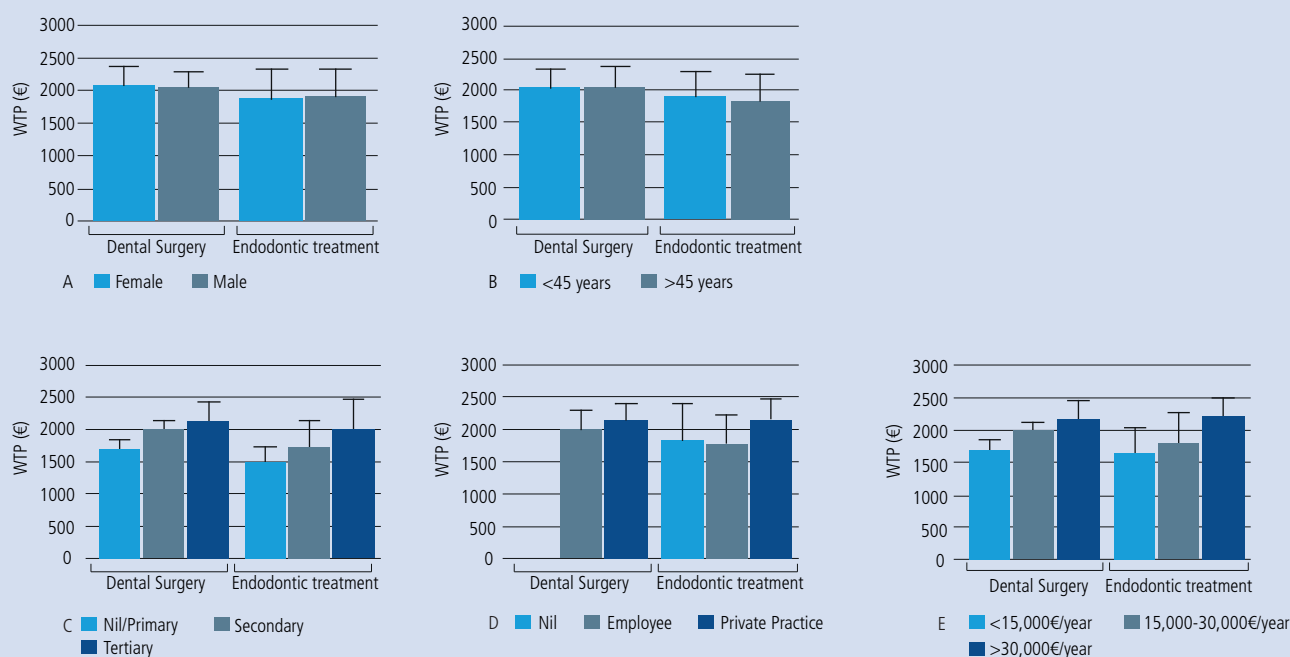 3000
2500
2000
1500
1000
500
0
WTP (€)
Dental Surgery Endodontic treatment
A Female Male
3000
2500
2000
1500
1000
500
0
WTP (€)
Dental Surgery Endodontic treatment
B <45 years >45 years
3000
2500
2000
1500
1000
500
0
WTP (€)
Dental Surgery Endodontic treatment
C Nil/Primary Secondary
Tertiary
3000
2500
2000
1500
1000
500
0
WTP (€)
Dental Surgery Endodontic treatment
D Nil Employee Private Practice
3000
2500
2000
1500
1000
500
0
WTP (€)
Dental Surgery Endodontic treatment
E <15,000€/year 15,000-30,000€/year
>30,000€/year